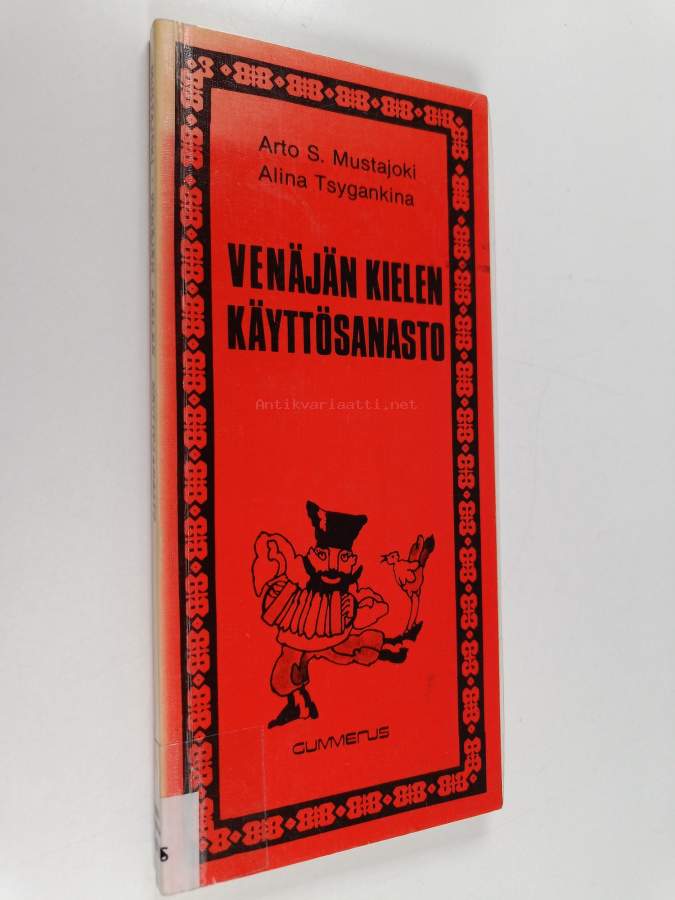 Arto S. Mustajoki
Alina Tsygankina
VENÄJÄN KIELEN
KÄYTTÖSANASTO
Antikvariaatti.net
GUMMERUS